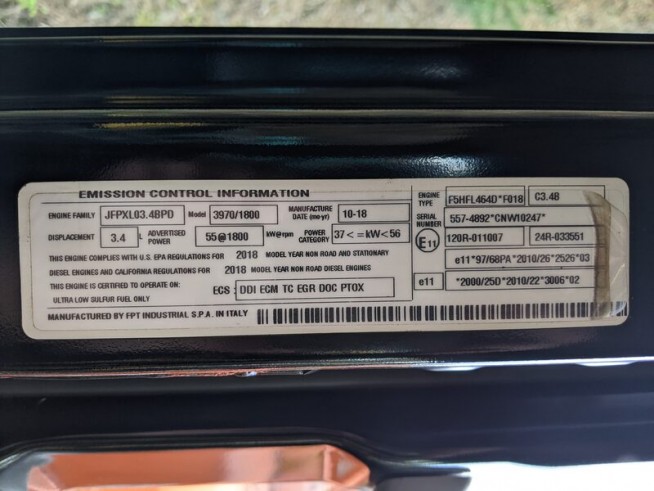 EMISSION CONTROL INFORMATION
ENGINE FAMILY JFPXL03.4BPD Model 3970/1800 MANUFACTURE DATE (mo-yr) 10-18
DISPLACEMENT 3.4 L ADVERTISED POWER 55@1800 kW@rpm POWER CATEGORY 37<=kW<56
THIS ENGINE COMPLIES WITH U.S. EPA REGULATIONS FOR 2018 MODEL YEAR NON ROAD AND STATIONARY
DIESEL ENGINES AND CALIFORNIA REGULATIONS FOR 2018 MODEL YEAR NON ROAD DIESEL ENGINES
THIS ENGINE IS CERTIFIED TO OPERATE ON:
ULTRA LOW SULFUR FUEL ONLY
ECS : DDI ECM TC EGR DOC PTOX
MANUFACTURED BY FPT INDUSTRIAL S.P.A. IN ITALY
ENGINE TYPE F5HFL464D*F018 C3.4B
SERIAL NUMBER 557-4892*CNWI0247*
E11 120R-011007 24R-033551
e11*97/68PA*2010/26*2526*03
e11 *2000/25D*2010/22*3006*02